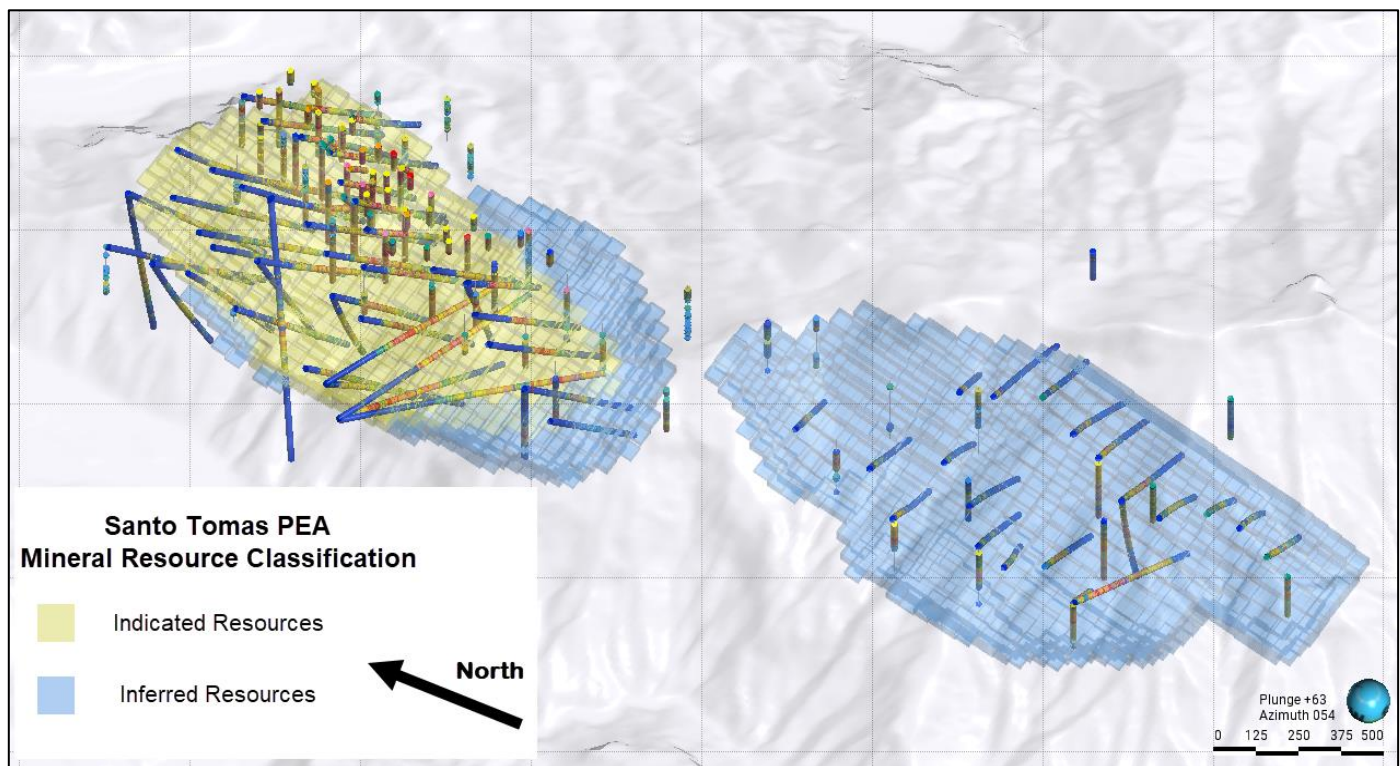 Santo Tomas PEA
Mineral Resource Classification
Indicated Resources
Inferred Resources
North
Plunge +63
Azimuth 054
0 125 250 375 500